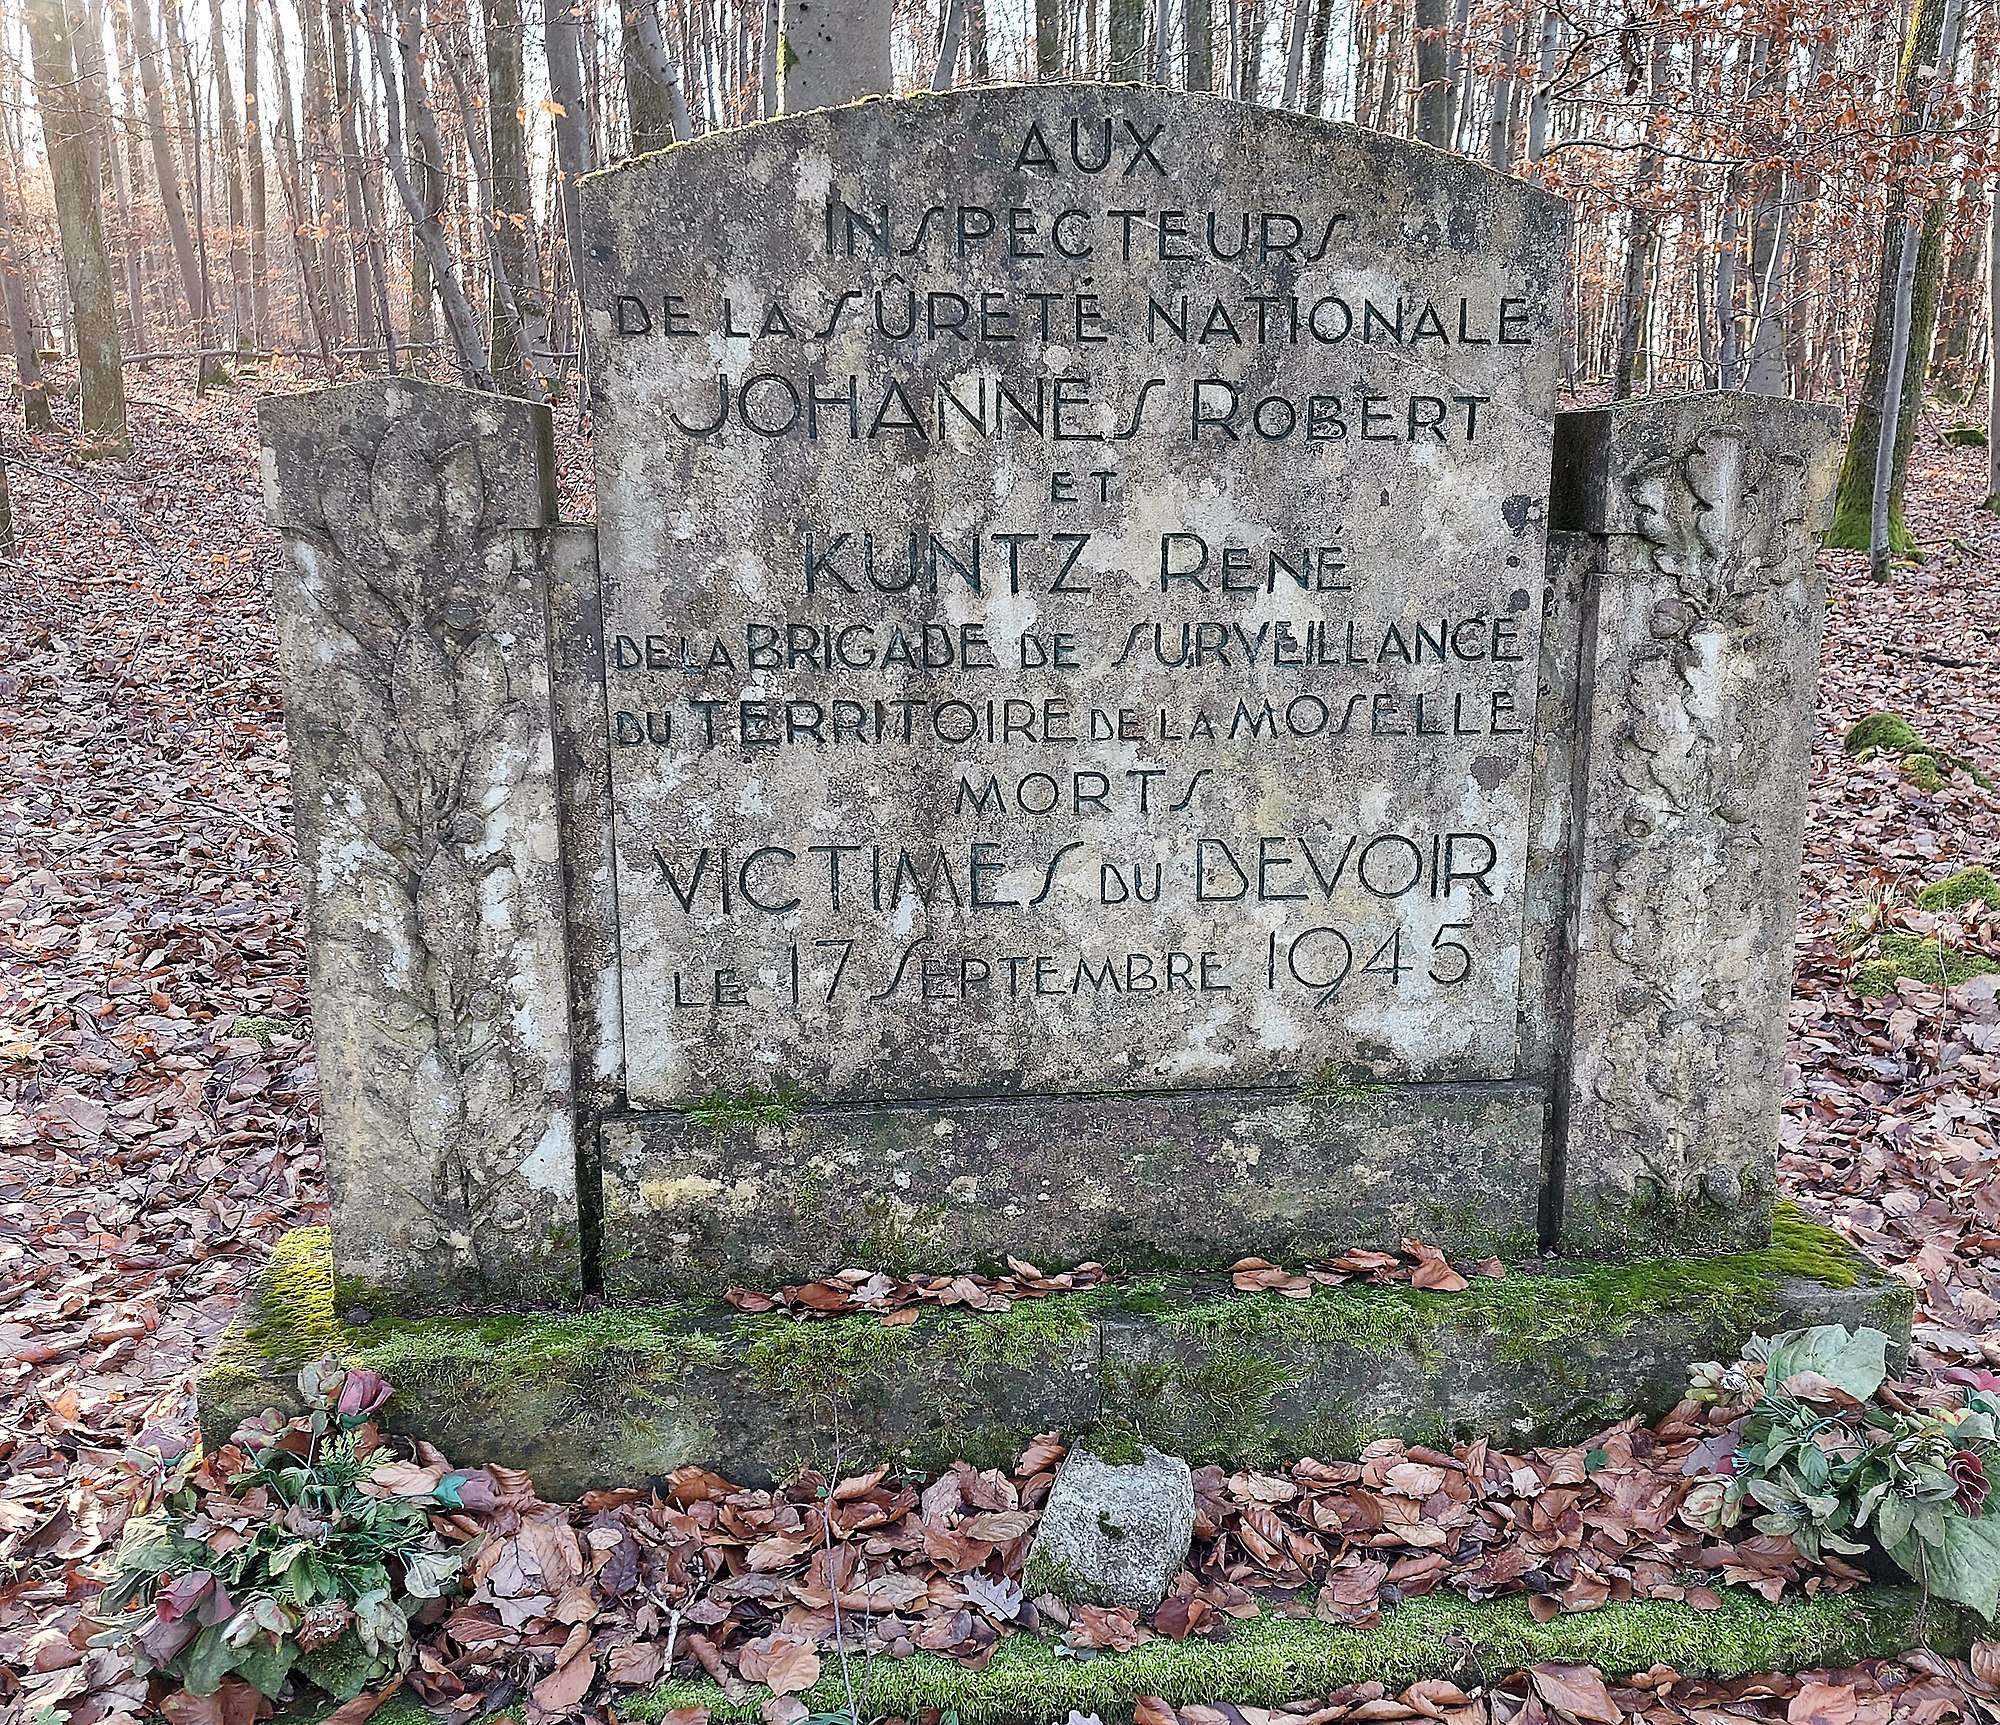 AUX
INSPECTEURS
DE LA SÛRETÉ NATIONALE
JOHANNES ROBERT
ET
KUNTZ RENÉ
DE LA BRIGADE DE SURVEILLANCE
DU TERRITOIRE DE LA MOSELLE
MORTS
VICTIMES DU DEVOIR
LE 17 SEPTEMBRE 1945